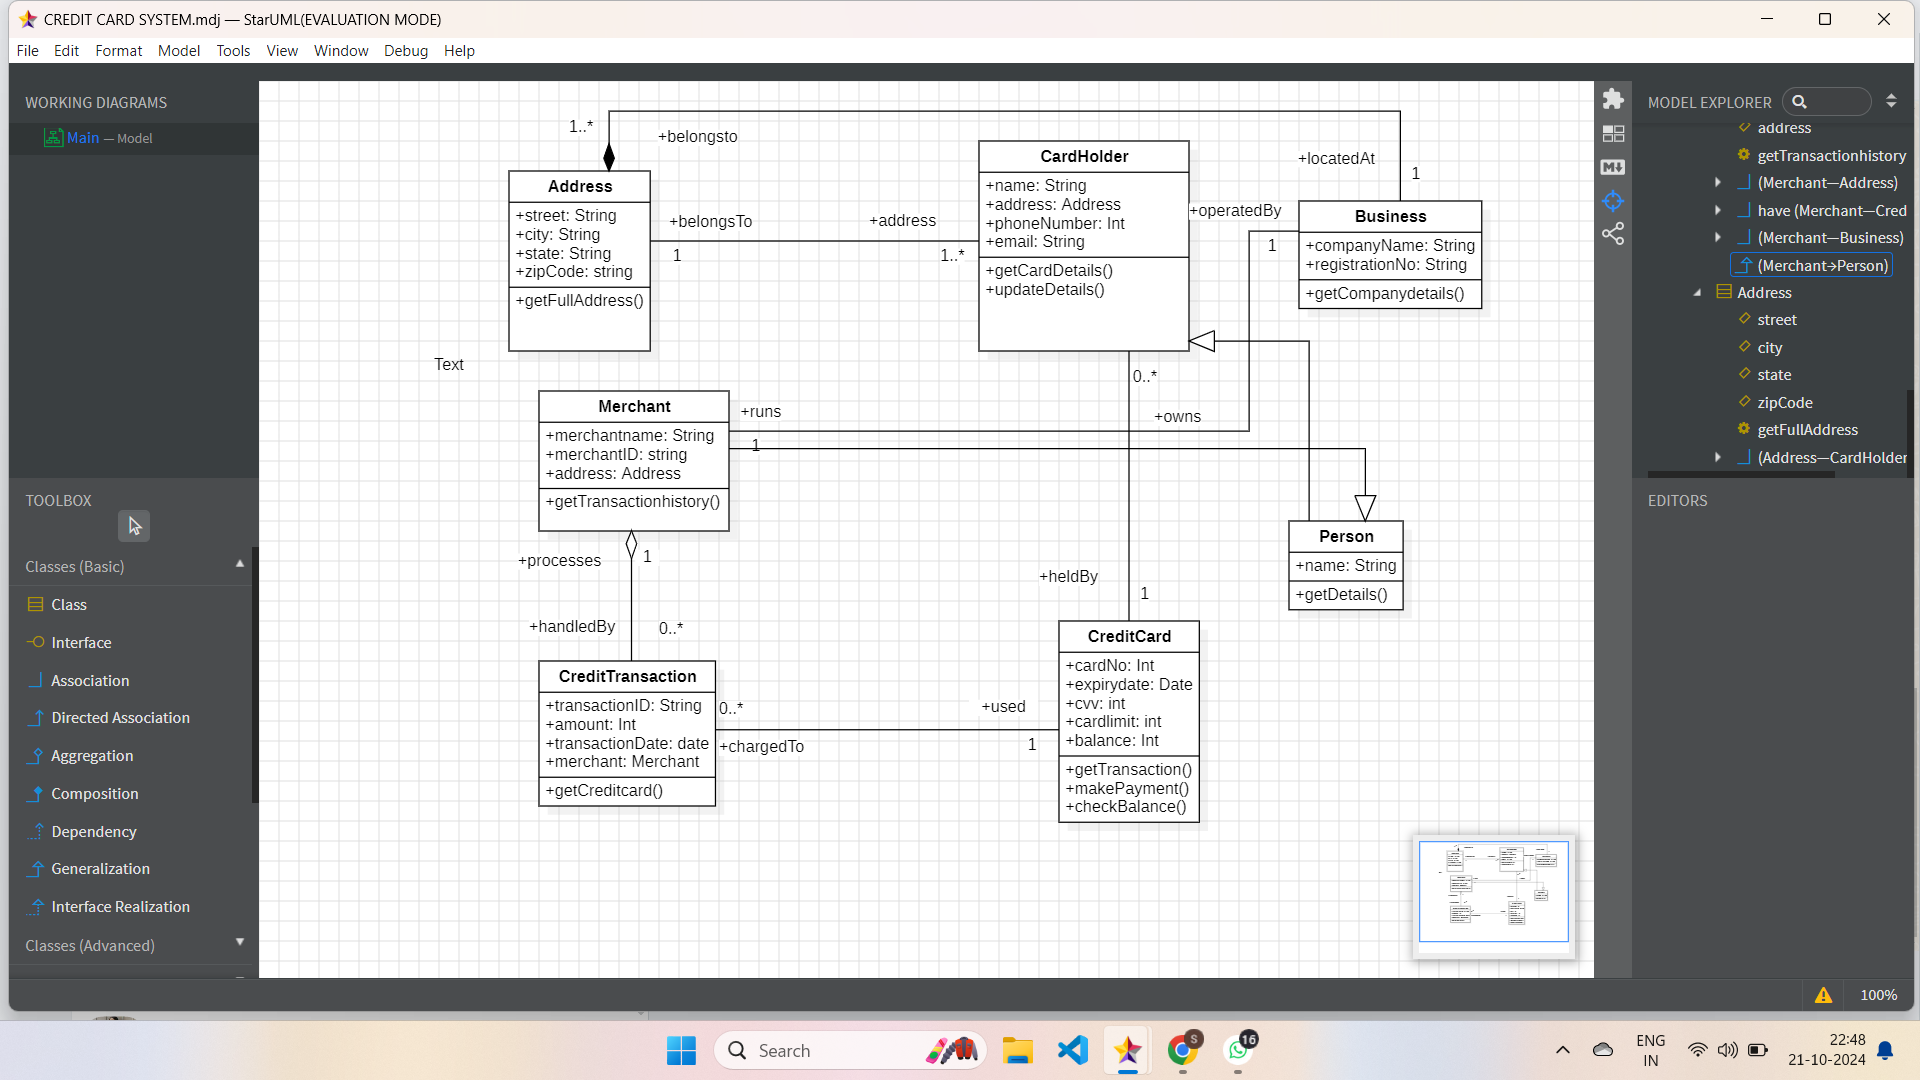 CREDIT CARD SYSTEM.mdj — StarUML(EVALUATION MODE)
File Edit Format Model Tools View Window Debug Help
WORKING DIAGRAMS
Main — Model
TOOLBOX
Classes (Basic)
Class
Interface
Association
Directed Association
Aggregation
Composition
Dependency
Generalization
Interface Realization
Classes (Advanced)
1..*
+belongsto
+locatedAt
1
Address
+street: String
+city: String
+state: String
+zipCode: string
+getFullAddress()
+belongsTo
1
+address
1..*
CardHolder
+name: String
+address: Address
+phoneNumber: Int
+email: String
+getCardDetails()
+updateDetails()
+operatedBy
1
Business
+companyName: String
+registrationNo: String
+getCompanydetails()
Text
0..*
Merchant
+merchantname: String
+merchantID: string
+address: Address
+getTransactionhistory()
+runs
1
+owns
Person
+name: String
+getDetails()
+processes
1
+handledBy
0..*
+heldBy
1
CreditTransaction
+transactionID: String
+amount: Int
+transactionDate: date
+merchant: Merchant
+getCreditcard()
0..*
+chargedTo
+used
1
CreditCard
+cardNo: Int
+expirydate: Date
+cvv: int
+cardlimit: int
+balance: Int
+getTransaction()
+makePayment()
+checkBalance()
MODEL EXPLORER
address
getTransactionhistory
(Merchant—Address)
have (Merchant—Cred
(Merchant—Business)
(Merchant→Person)
Address
street
city
state
zipCode
getFullAddress
(Address—CardHolder
EDITORS
100%
Search
S
16
ENG
IN
22:48
21-10-2024